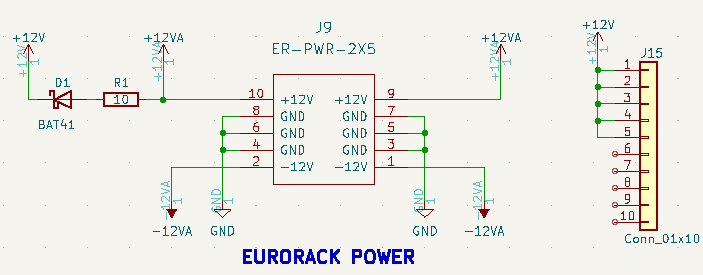 J9
ER-PWR-2X5
+12V
+12V
1
D1
BAT41
R1
10
+12VA
+12VA
1
10
8
6
4
2
+12V
GND
GND
GND
-12V
+12V
GND
GND
GND
-12V
9
7
5
3
1
+12VA
+12VA
1
-12VA
1
-12VA
GND
1
GND
GND
1
GND
-12VA
1
-12VA
+12V
+12V
1
J15
1
2
3
4
5
6
7
8
9
10
Conn_01x10
EURORACK POWER